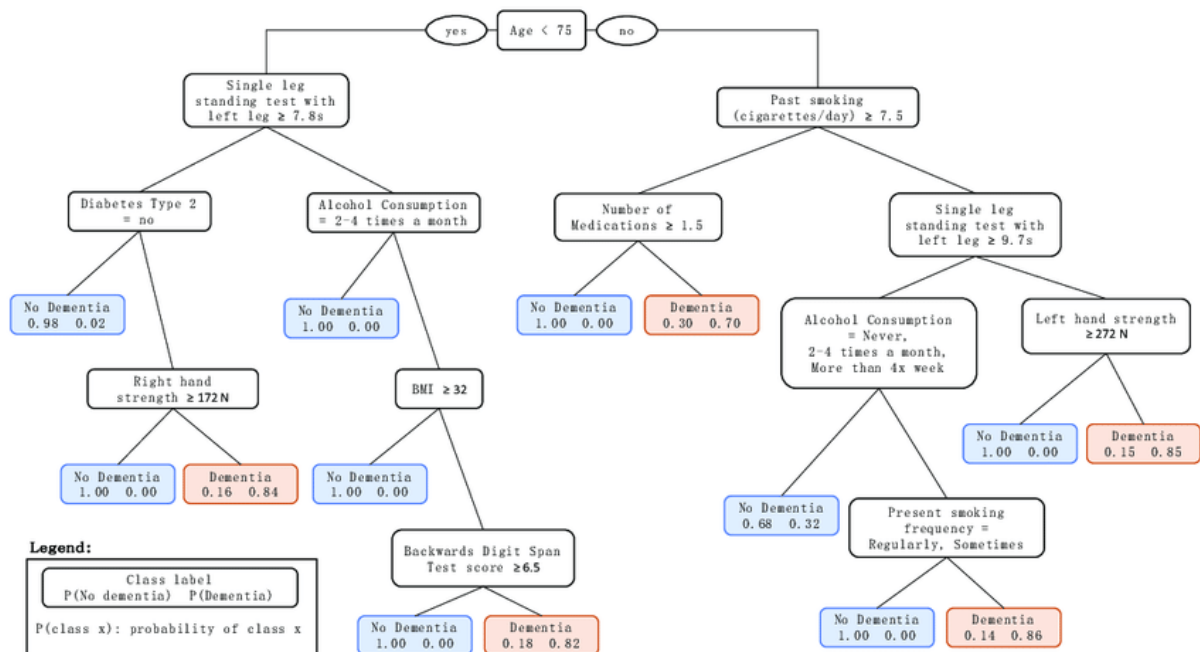 yes
Age < 75
no
Single leg
standing test with
left leg ≥ 7.8s
Past smoking
(cigarettes/day) ≥ 7.5
Diabetes Type 2
= no
Alcohol Consumption
= 2-4 times a month
Number of
Medications ≥ 1.5
Single leg
standing test with
left leg ≥ 9.7s
No Dementia
0.98 0.02
No Dementia
1.00 0.00
No Dementia
1.00 0.00
Dementia
0.30 0.70
Alcohol Consumption
= Never,
2-4 times a month,
More than 4x week
Left hand strength
≥272 N
Right hand
strength ≥172 N
BMI ≥32
No Dementia
1.00 0.00
Dementia
0.16 0.84
No Dementia
1.00 0.00
No Dementia
1.00 0.00
Dementia
0.15 0.85
No Dementia
0.68 0.32
Present smoking
frequency =
Regularly, Sometimes
Backwards Digit Span
Test score ≥6.5
No Dementia
1.00 0.00
Dementia
0.18 0.82
No Dementia
1.00 0.00
Dementia
0.14 0.86
Legend:
Class label
P(No dementia) P(Dementia)
P(class x): probability of class x